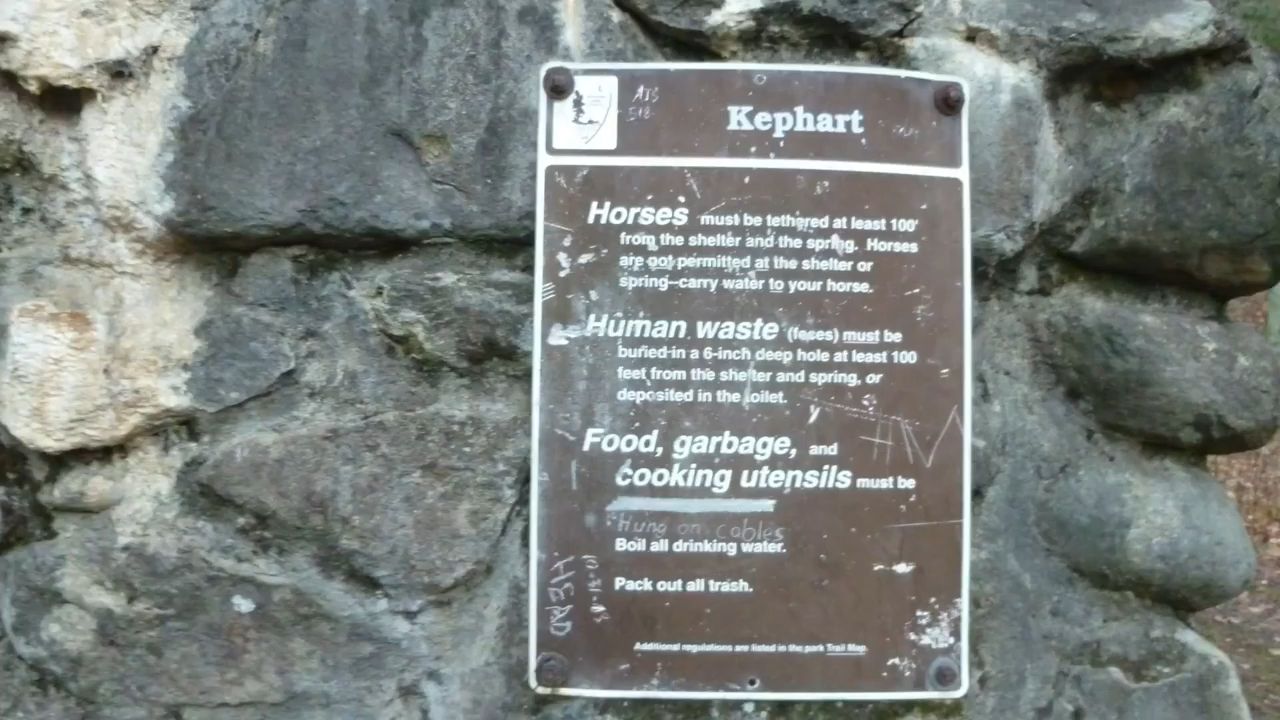 Kephart
Horses must be tethered at least 100'
from the shelter and the spring. Horses
are not permitted at the shelter or
spring–carry water to your horse.
Human waste (feces) must be
buried in a 6-inch deep hole at least 100
feet from the shelter and spring, or
deposited in the toilet.
Food, garbage, and
cooking utensils must be
Hung on cables
Boil all drinking water.
Pack out all trash.
Additional regulations are listed in the park Trail Map.